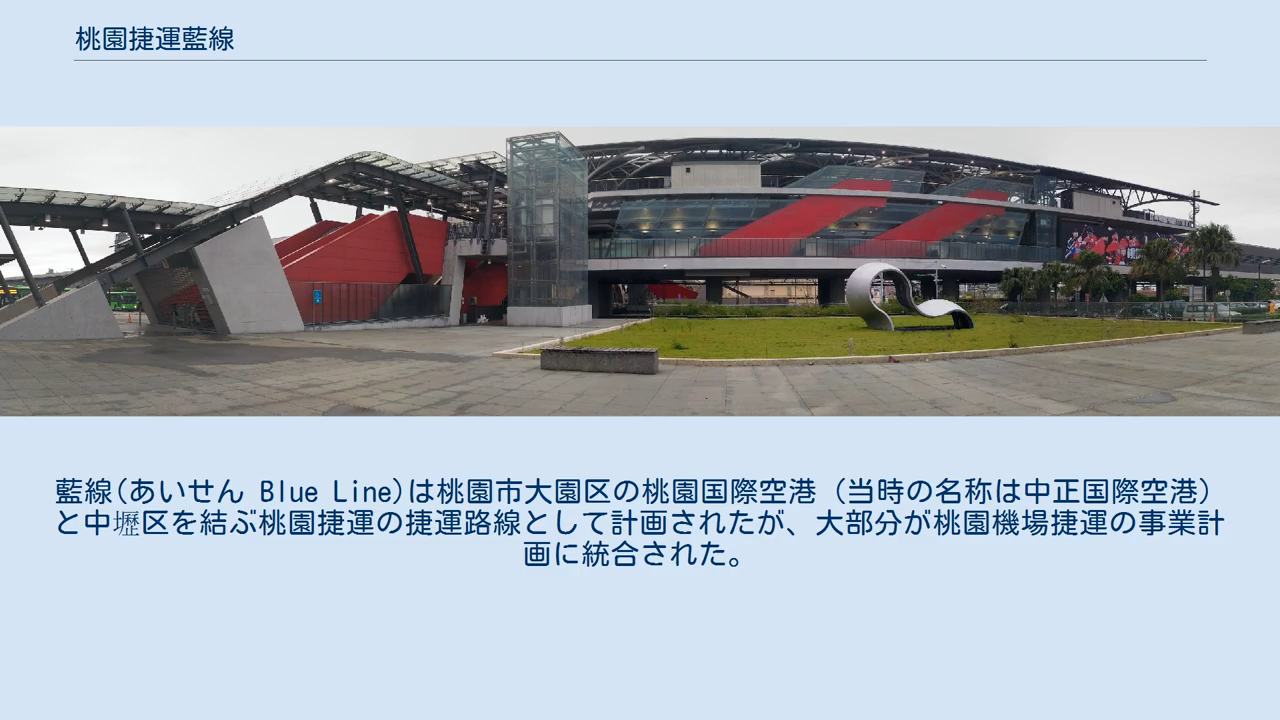 桃園捷運藍線
藍線(あいせん Blue Line)は桃園市大園区の桃園国際空港（当時の名称は中正国際空港）
と中壢区を結ぶ桃園捷運の捷運路線として計画されたが、大部分が桃園機場捷運の事業計
画に統合された。